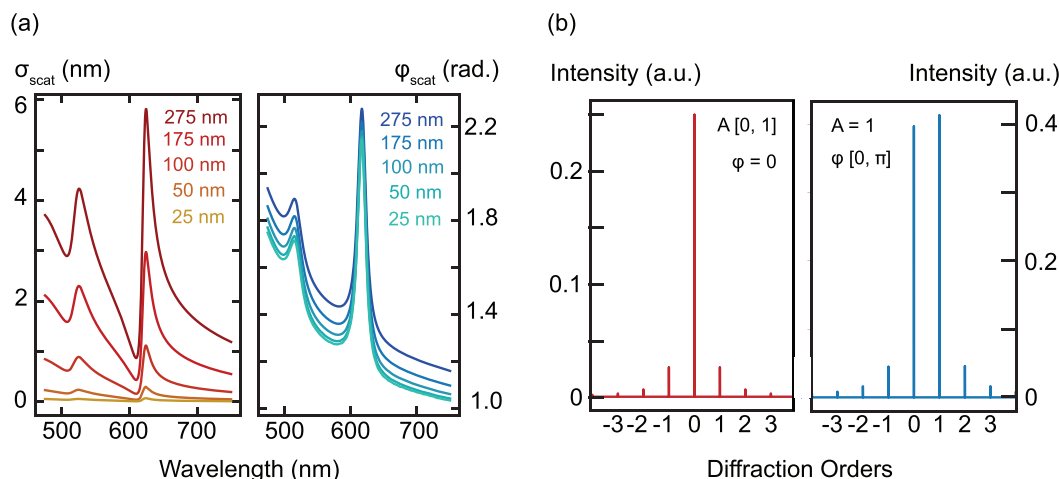 (a)
σscat (nm)
φscat (rad.)
6
4
2
0
275 nm
175 nm
100 nm
50 nm
25 nm
275 nm
175 nm
100 nm
50 nm
25 nm
2.2
1.8
1.4
1.0
500 600 700
500 600 700
Wavelength (nm)
(b)
Intensity (a.u.)
Intensity (a.u.)
0.2
0.1
0
A [0, 1]
φ = 0
A = 1
φ [0, π]
0.4
0.2
0
-3 -2 -1 0 1 2 3
-3 -2 -1 0 1 2 3
Diffraction Orders